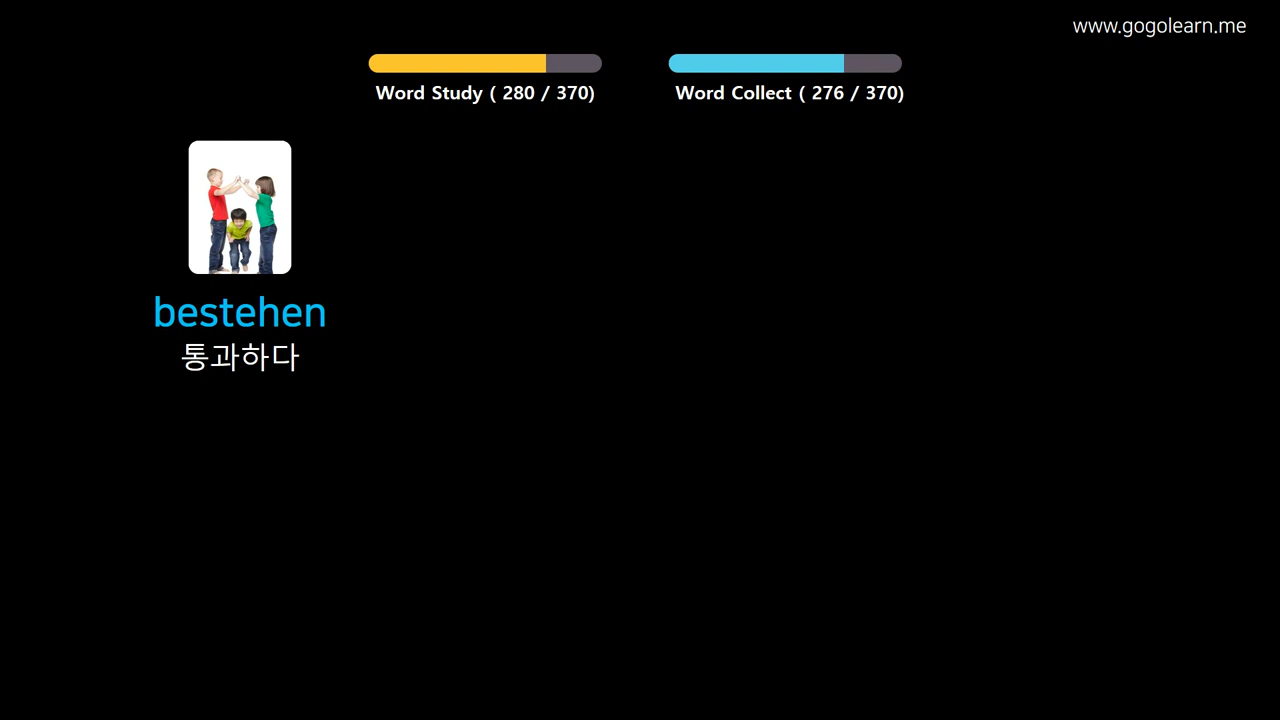 www.gogolearn.me
Word Study ( 280 / 370)
Word Collect ( 276 / 370)
bestehen
통과하다